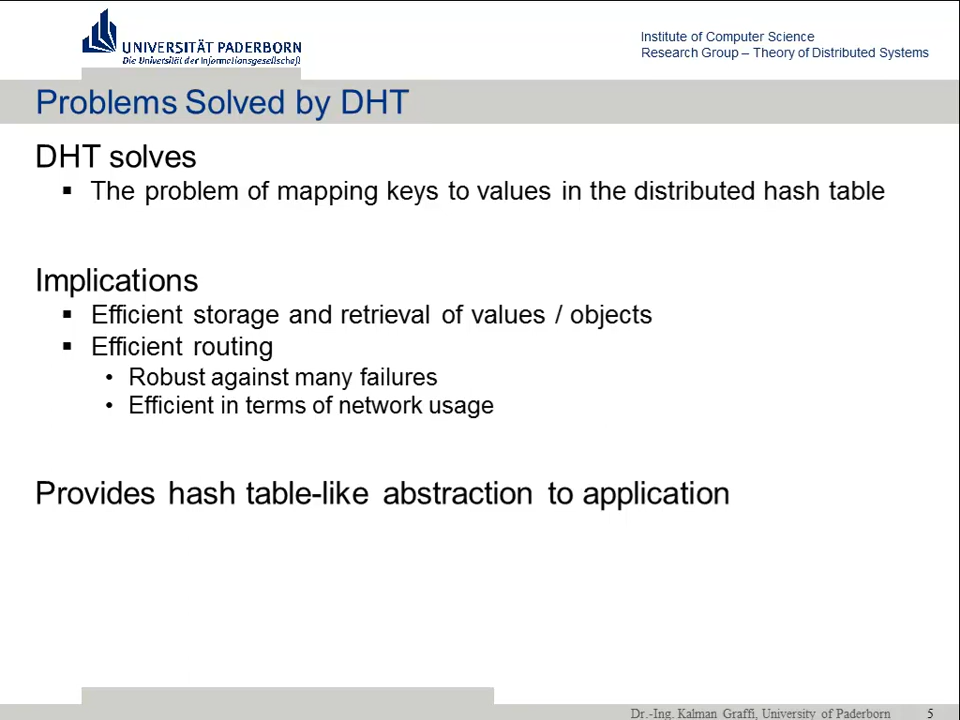 UNIVERSITÄT PADERBORN
Die Universität der Informationsgesellschaft
Institute of Computer Science
Research Group – Theory of Distributed Systems
Problems Solved by DHT
DHT solves
▪ The problem of mapping keys to values in the distributed hash table
Implications
▪ Efficient storage and retrieval of values / objects
▪ Efficient routing
• Robust against many failures
• Efficient in terms of network usage
Provides hash table-like abstraction to application
Dr.-Ing. Kalman Graffi, University of Paderborn 5